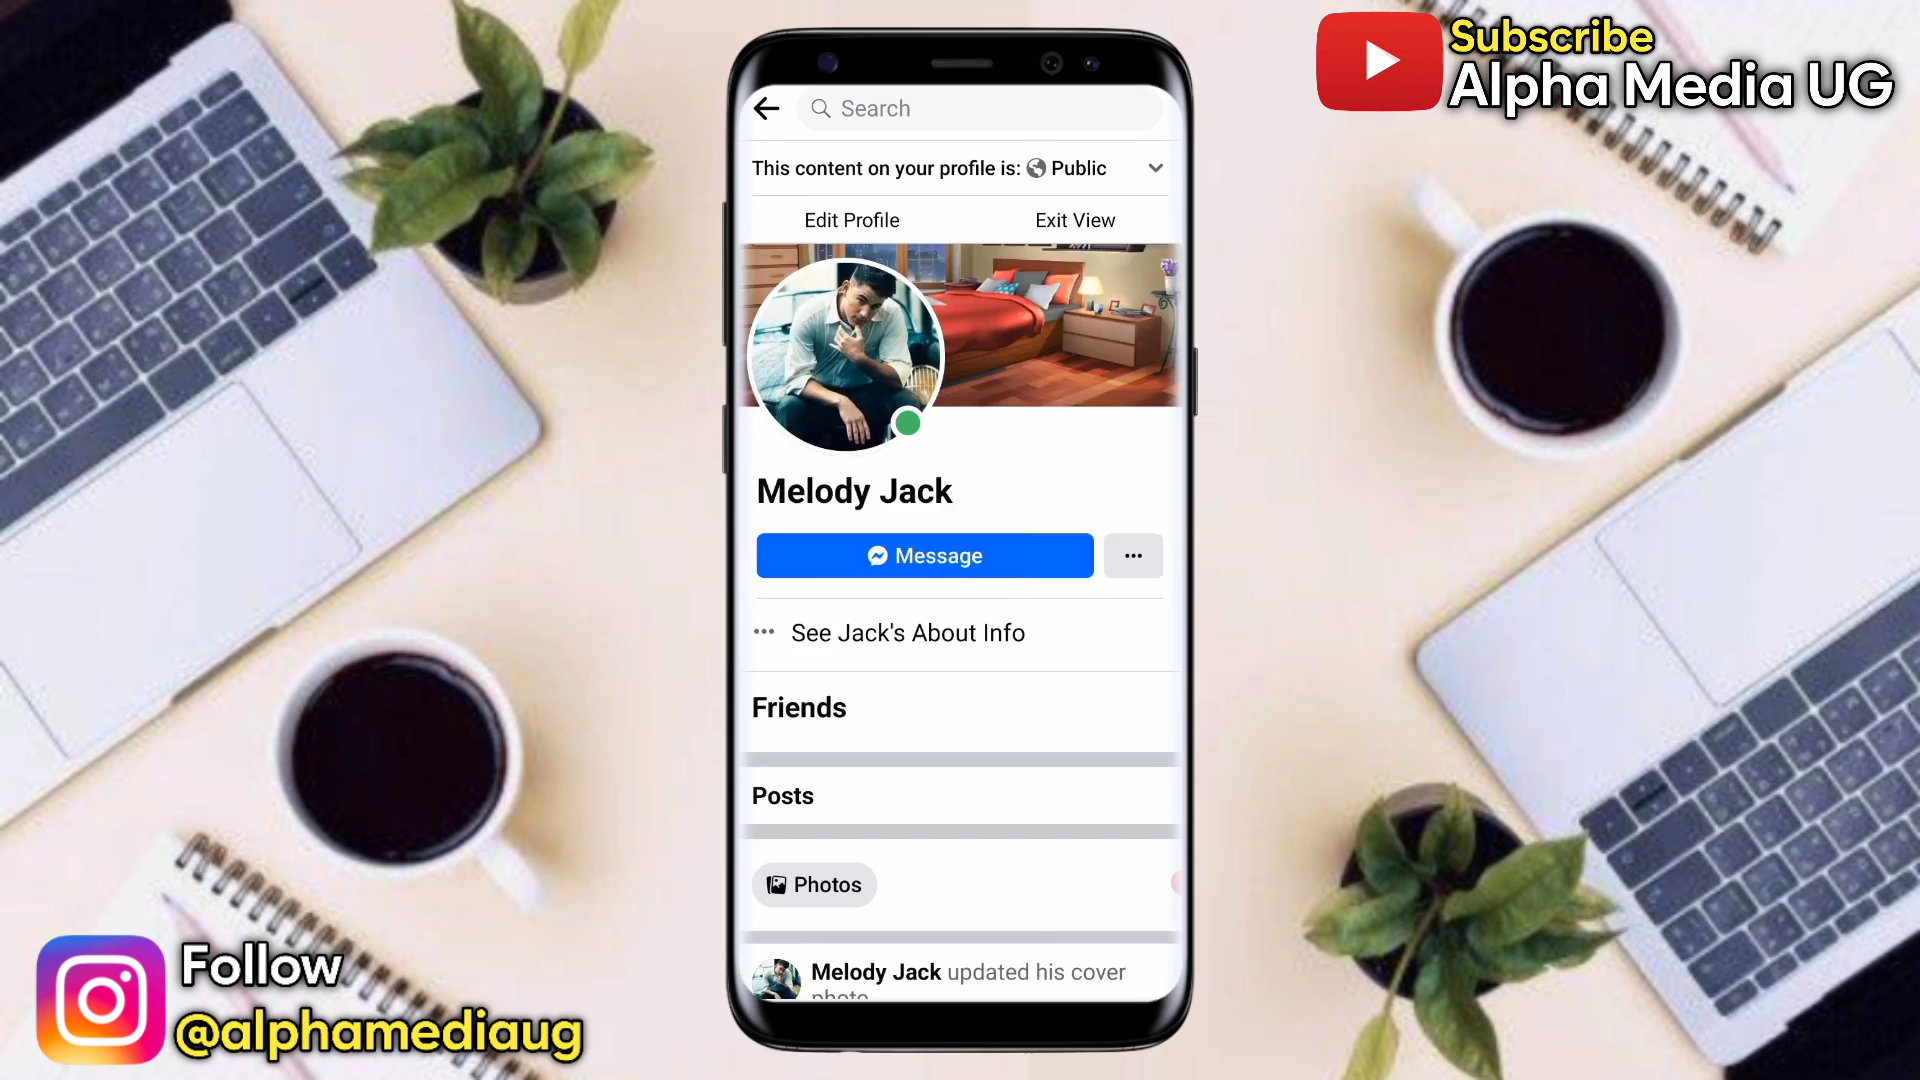 Subscribe
Alpha Media UG
Search
This content on your profile is: Public
Edit Profile
Exit View
Melody Jack
Message
See Jack's About Info
Friends
Posts
Photos
Melody Jack updated his cover
photo
Follow
@alphamediaug